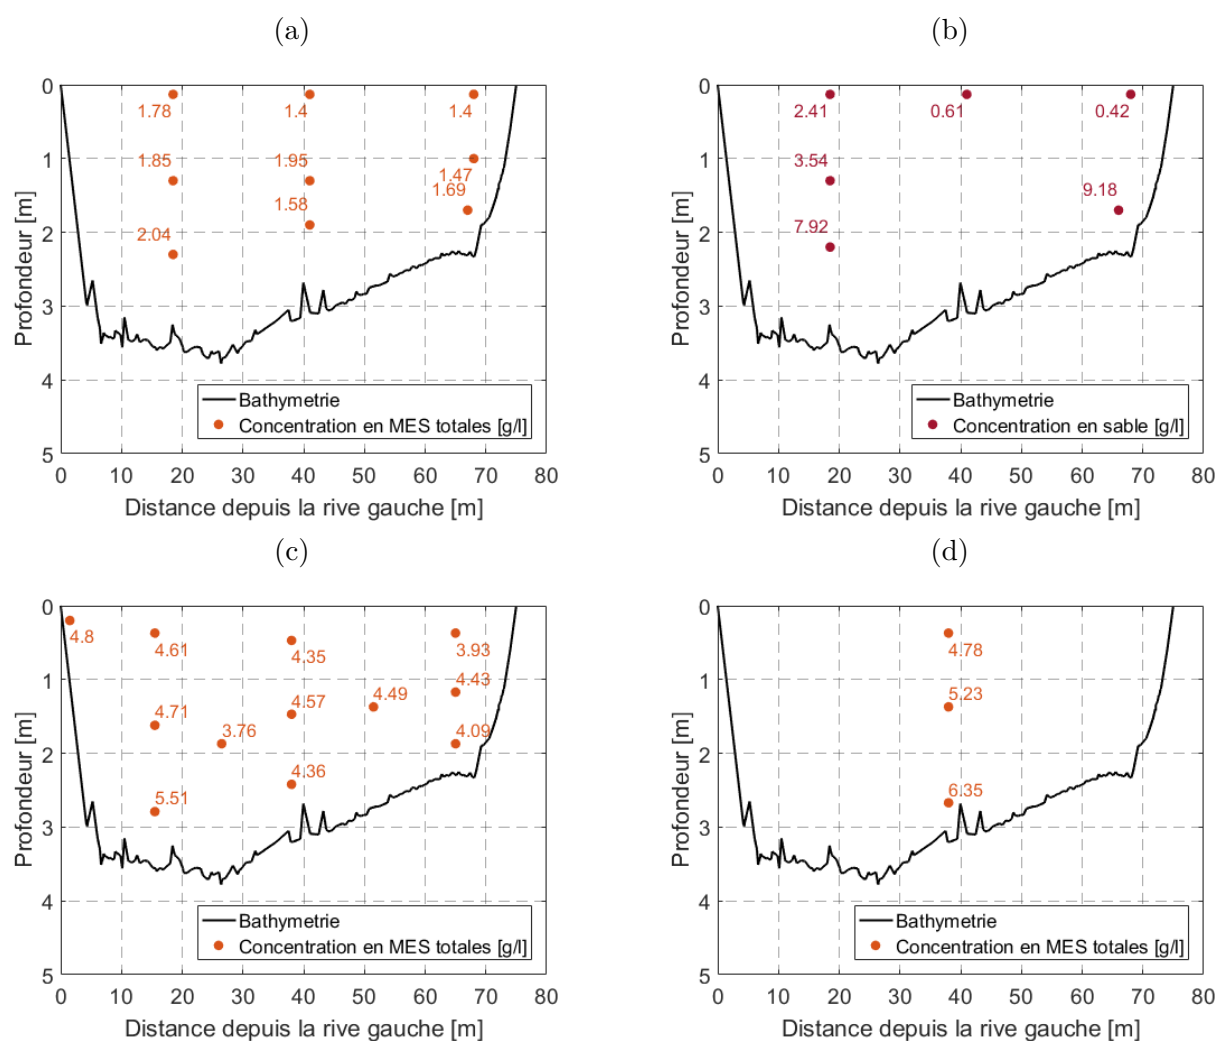 (a)
0
1
2
3
4
5
Profondeur [m]
1.78
1.4
1.4
1.85
1.95
1.47
1.69
1.58
2.04
Bathymetrie
Concentration en MES totales [g/l]
0 10 20 30 40 50 60 70 80
Distance depuis la rive gauche [m]
(b)
0
1
2
3
4
5
Profondeur [m]
2.41
0.61
0.42
3.54
9.18
7.92
Bathymetrie
Concentration en sable [g/l]
0 10 20 30 40 50 60 70 80
Distance depuis la rive gauche [m]
(c)
0
1
2
3
4
5
Profondeur [m]
4.8
4.61
4.35
3.93
4.43
4.49
4.57
4.71
3.76
4.09
4.36
5.51
Bathymetrie
Concentration en MES totales [g/l]
0 10 20 30 40 50 60 70 80
Distance depuis la rive gauche [m]
(d)
0
1
2
3
4
5
Profondeur [m]
4.78
5.23
6.35
Bathymetrie
Concentration en MES totales [g/l]
0 10 20 30 40 50 60 70 80
Distance depuis la rive gauche [m]